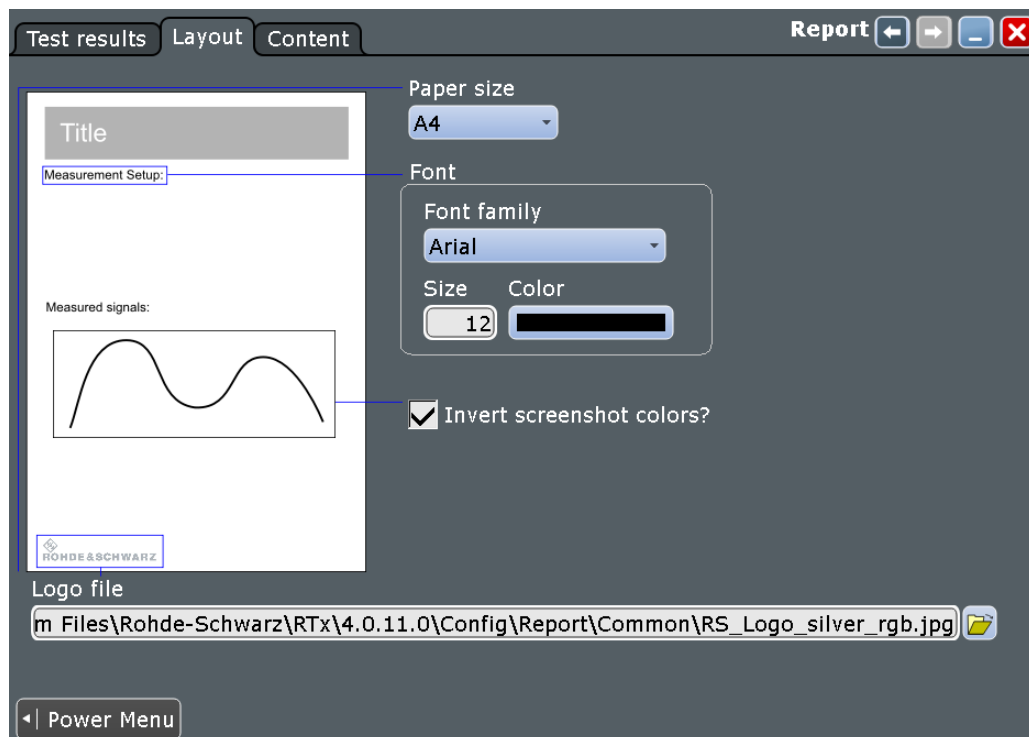 Test results Layout Content Report
Paper size
A4
Title
Measurement Setup:
Font
Font family
Arial
Size Color
12
Measured signals:
Invert screenshot colors?
ROHDE&SCHWARZ
Logo file
m Files\Rohde-Schwarz\RTx\4.0.11.0\Config\Report\Common\RS_Logo_silver_rgb.jpg
Power Menu